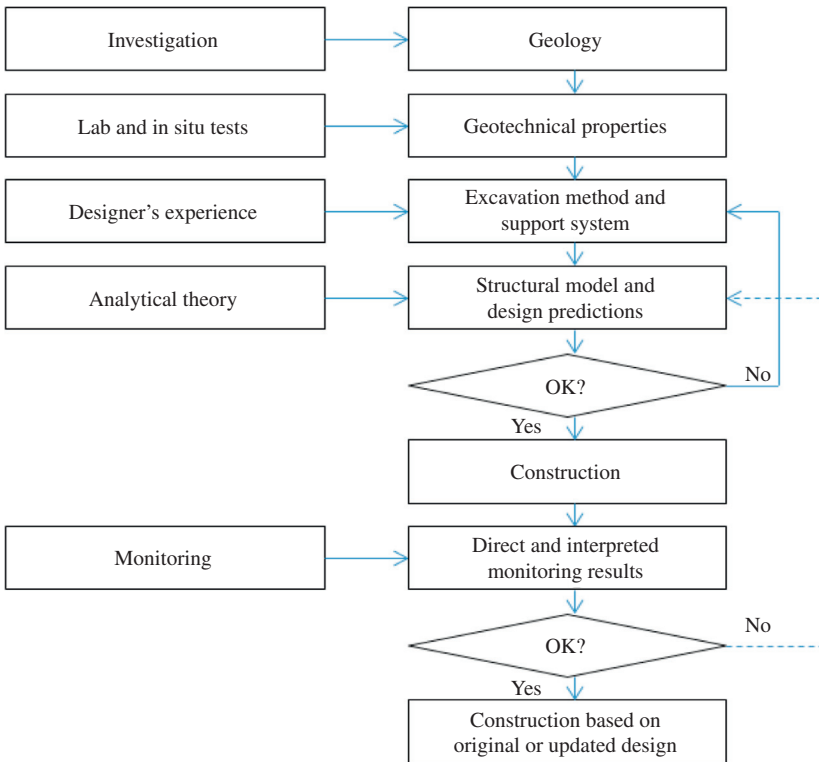 Investigation
Geology
Lab and in situ tests
Geotechnical properties
Designer's experience
Excavation method and
support system
Analytical theory
Structural model and
design predictions
OK?
No
Yes
Construction
Monitoring
Direct and interpreted
monitoring results
OK?
No
Yes
Construction based on
original or updated design